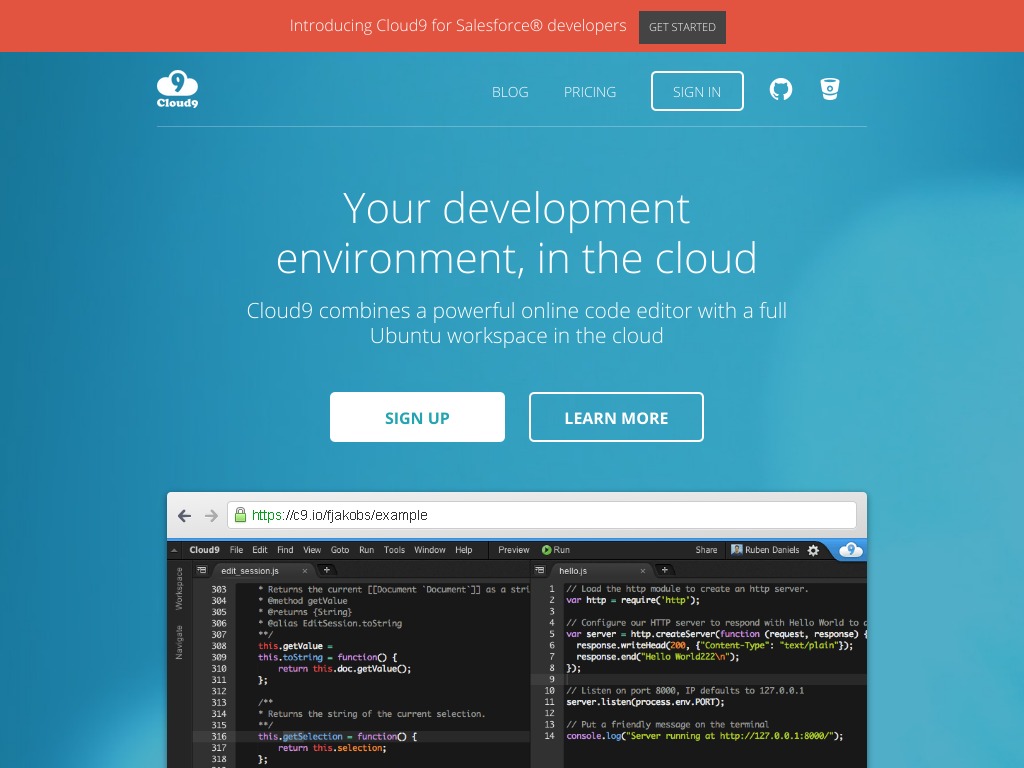 Introducing Cloud9 for Salesforce® developers GET STARTED
9
Cloud9
BLOG PRICING SIGN IN
Your development
environment, in the cloud
Cloud9 combines a powerful online code editor with a full
Ubuntu workspace in the cloud
SIGN UP LEARN MORE
https://c9.io/fjakobs/example
Cloud9 File Edit Find View Goto Run Tools Window Help Preview Run Share Ruben Daniels 9
Workspace
Navigate
edit_session.js × +
303 * Returns the current [[Document `Document`]] as a stri
304 * @method getValue
305 * @returns {String}
306 * @alias EditSession.toString
307 **/
308 this.getValue =
309 this.toString = function() {
310 return this.doc.getValue();
311 };
312
313 /**
314 * Returns the string of the current selection.
315 **/
316 this.getSelection = function() {
317 return this.selection;
318 };
hello.js × +
1 // Load the http module to create an http server.
2 var http = require('http');
3
4 // Configure our HTTP server to respond with Hello World to a
5 var server = http.createServer(function (request, response) {
6 response.writeHead(200, {"Content-Type": "text/plain"});
7 response.end("Hello World222\n");
8 });
9
10 // Listen on port 8000, IP defaults to 127.0.0.1
11 server.listen(process.env.PORT);
12
13 // Put a friendly message on the terminal
14 console.log("Server running at http://127.0.0.1:8000/");